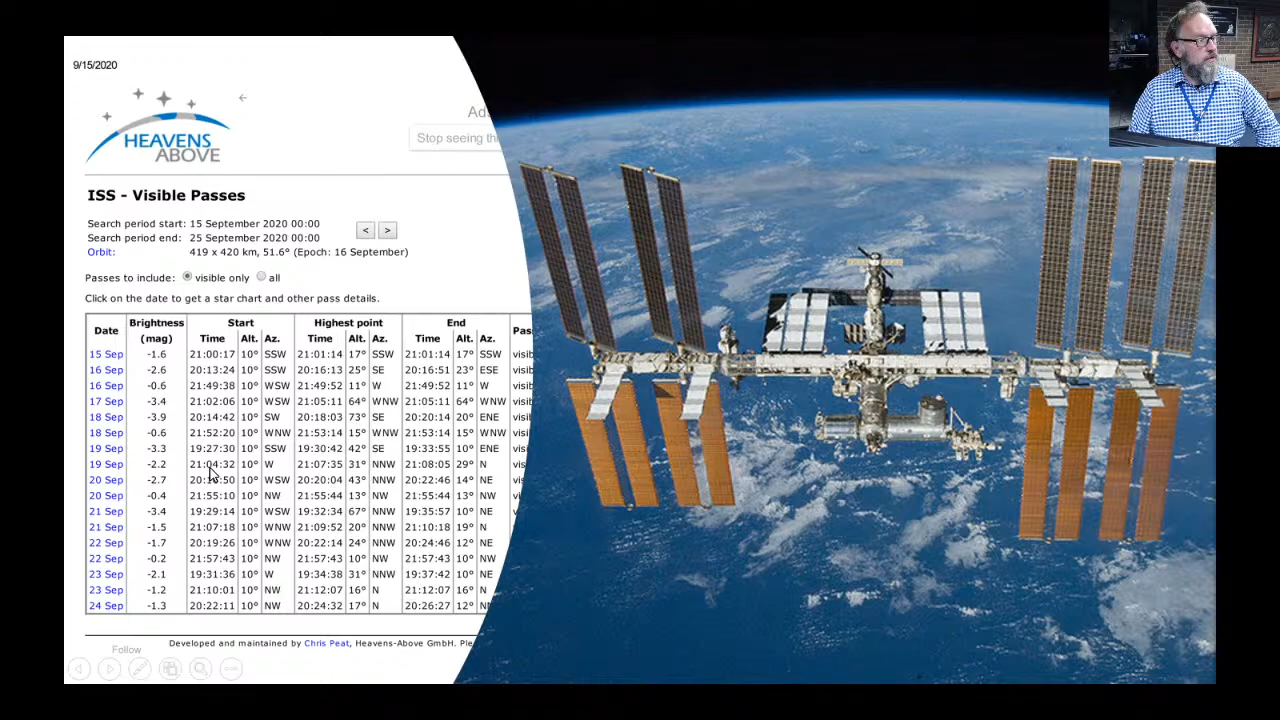 9/15/2020
HEAVENS
ABOVE
Stop seeing
ISS - Visible Passes
Search period start: 15 September 2020 00:00
Search period end: 25 September 2020 00:00
< >
Orbit: 419 x 420 km, 51.6° (Epoch: 16 September)
Passes to include: visible only all
Click on the date to get a star chart and other pass details.
Date Brightness (mag) Start Highest point End
Time Alt. Az. Time Alt. Az. Time Alt. Az.
15 Sep -1.6 21:00:17 10° SSW 21:01:14 17° SSW 21:01:14 17° SSW
16 Sep -2.6 20:13:24 10° SSW 20:16:13 25° SE 20:16:51 23° ESE
16 Sep -0.6 21:49:38 10° WSW 21:49:52 11° W 21:49:52 11° W
17 Sep -3.4 21:02:06 10° WSW 21:05:11 64° WNW 21:05:11 64° WNW
18 Sep -3.9 20:14:42 10° SW 20:18:03 73° SE 20:20:14 20° ENE
18 Sep -0.6 21:52:20 10° WNW 21:53:14 15° WNW 21:53:14 15° WNW
19 Sep -3.3 19:27:30 10° SSW 19:30:42 42° SE 19:33:55 10° ENE
19 Sep -2.2 21:04:32 10° W 21:07:35 31° NNW 21:08:05 29° N
20 Sep -2.7 10° WSW 20:20:04 43° NNW 20:22:46 14° NE
20 Sep -0.4 21:55:10 10° NW 21:55:44 13° NW 21:55:44 13° NW
21 Sep -3.4 19:29:14 10° WSW 19:32:34 67° NNW 19:35:57 10° NE
21 Sep -1.5 21:07:18 10° WNW 21:09:52 20° NNW 21:10:18 19° N
22 Sep -1.7 20:19:26 10° WNW 20:22:14 24° NNW 20:24:46 12° NE
22 Sep -0.2 21:57:43 10° NW 21:57:43 10° NW 21:57:43 10° NW
23 Sep -2.1 19:31:36 10° W 19:34:38 31° NNW 19:37:42 10° NE
23 Sep -1.2 21:10:01 10° NW 21:12:07 16° N 21:12:07 16° N
24 Sep -1.3 20:22:11 10° NW 20:24:32 17° N 20:26:27 12°
Developed and maintained by Chris Peat, Heavens-Above GmbH.
Follow